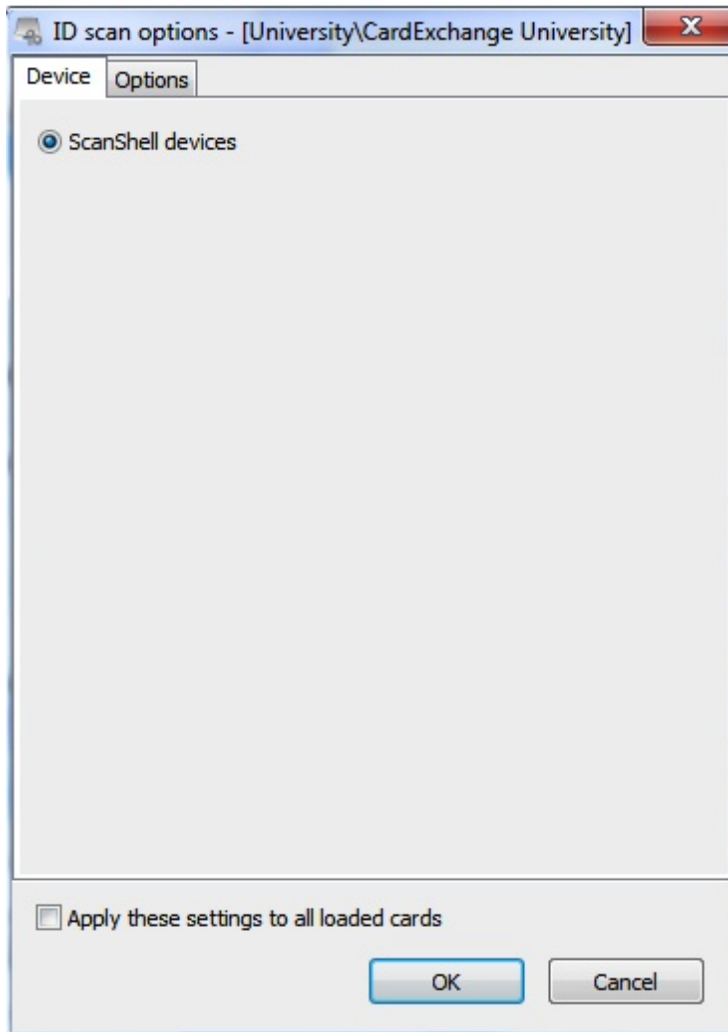 ID scan options - [University\CardExchange University]
Device
Options
ScanShell devices
Apply these settings to all loaded cards
OK
Cancel